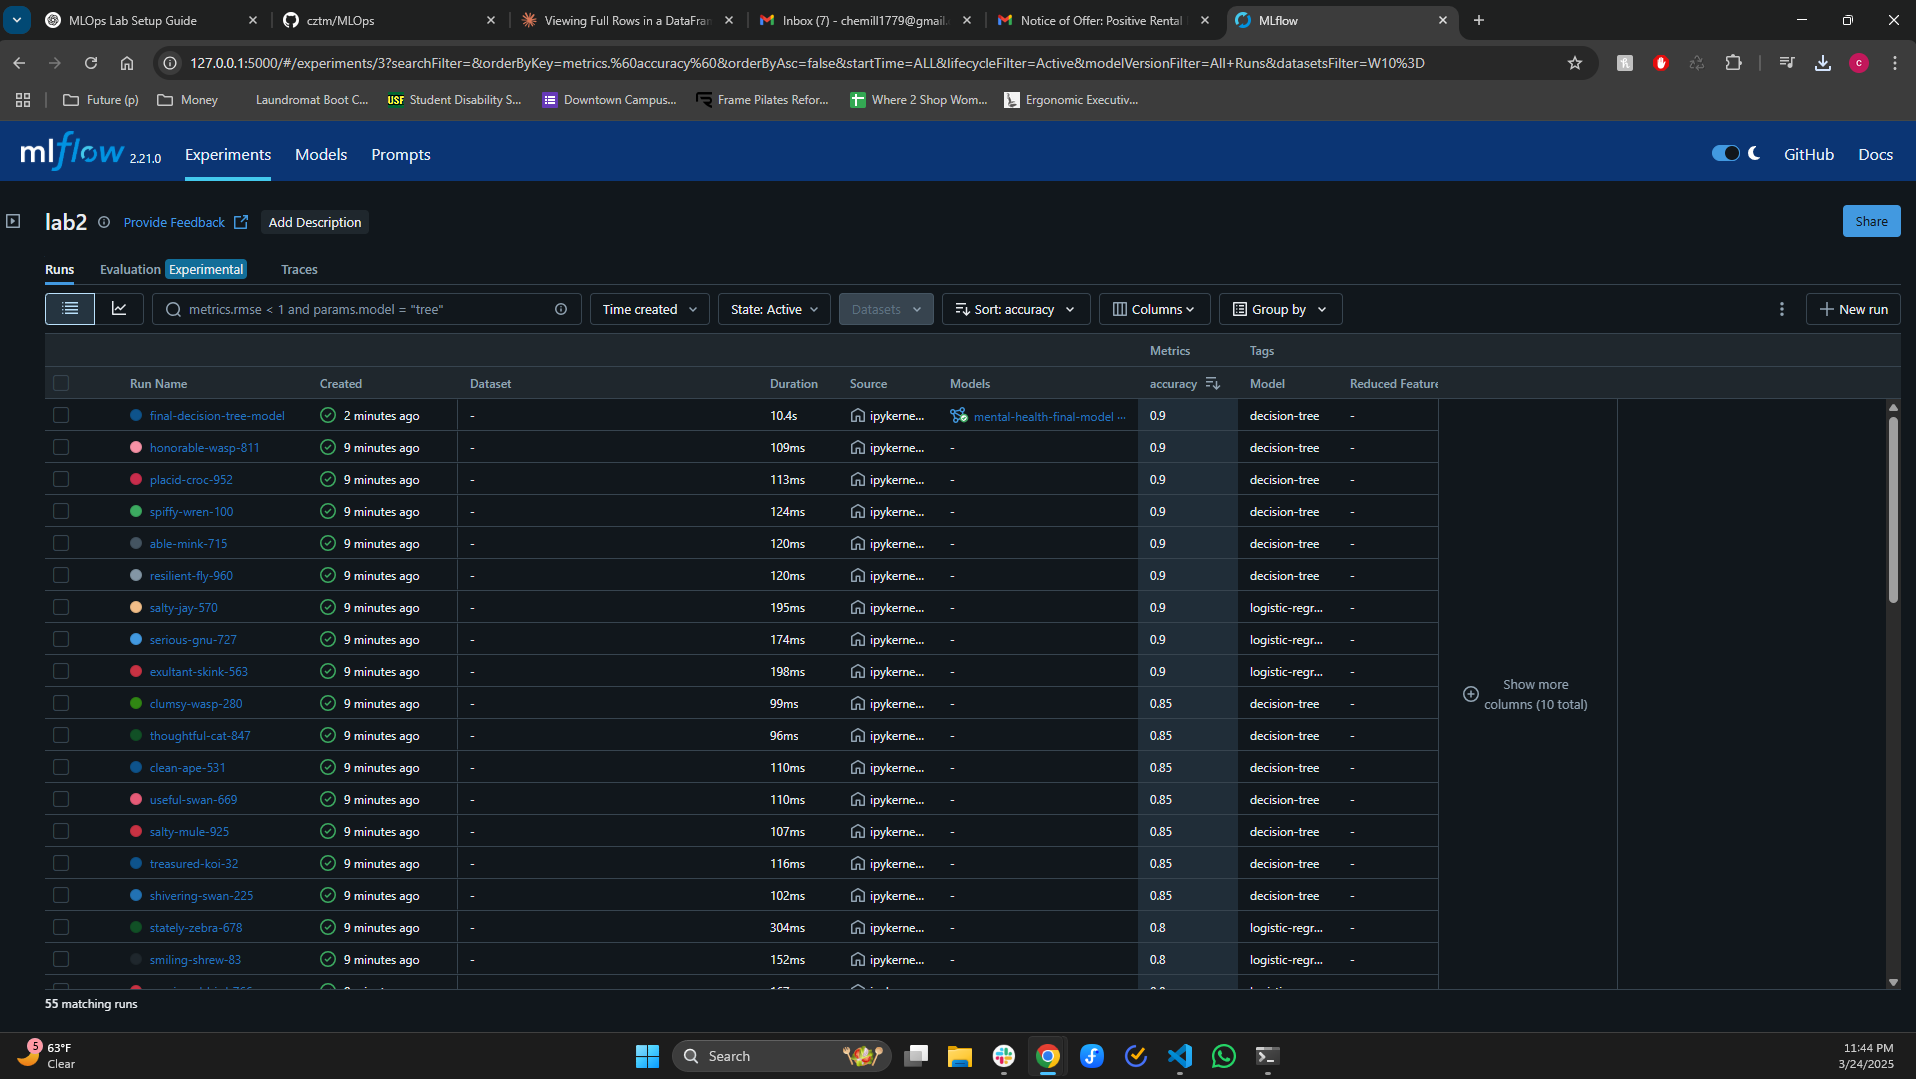 MLOps Lab Setup Guide
cztm/MLOps
Viewing Full Rows in a DataFran
Inbox (7) - chemill1779@gmail.
Notice of Offer: Positive Rental
MLflow
127.0.0.1:5000/#/experiments/3?searchFilter=&orderByKey=metrics.%60accuracy%60&orderByAsc=false&startTime=ALL&lifecycleFilter=Active&modelVersionFilter=All+Runs&datasetsFilter=W10%3D
c
Future (p)
Money
Laundromat Boot C...
USF Student Disability S...
Downtown Campus...
Frame Pilates Refor...
Where 2 Shop Wom...
Ergonomic Executiv...
mlflow 2.21.0
Experiments
Models
Prompts
GitHub
Docs
lab2
Provide Feedback
Add Description
Share
Runs
Evaluation Experimental
Traces
metrics.rmse < 1 and params.model = "tree"
Time created
State: Active
Datasets
Sort: accuracy
Columns
Group by
New run
Metrics Tags
Run Name Created Dataset Duration Source Models accuracy Model Reduced Feature
final-decision-tree-model 2 minutes ago - 10.4s ipykerne... mental-health-final-model ... 0.9 decision-tree -
honorable-wasp-811 9 minutes ago - 109ms ipykerne... - 0.9 decision-tree -
placid-croc-952 9 minutes ago - 113ms ipykerne... - 0.9 decision-tree -
spiffy-wren-100 9 minutes ago - 124ms ipykerne... - 0.9 decision-tree -
able-mink-715 9 minutes ago - 120ms ipykerne... - 0.9 decision-tree -
resilient-fly-960 9 minutes ago - 120ms ipykerne... - 0.9 decision-tree -
salty-jay-570 9 minutes ago - 195ms ipykerne... - 0.9 logistic-regr... -
serious-gnu-727 9 minutes ago - 174ms ipykerne... - 0.9 logistic-regr... -
exultant-skink-563 9 minutes ago - 198ms ipykerne... - 0.9 logistic-regr... -
clumsy-wasp-280 9 minutes ago - 99ms ipykerne... - 0.85 decision-tree -
thoughtful-cat-847 9 minutes ago - 96ms ipykerne... - 0.85 decision-tree -
clean-ape-531 9 minutes ago - 110ms ipykerne... - 0.85 decision-tree -
useful-swan-669 9 minutes ago - 110ms ipykerne... - 0.85 decision-tree -
salty-mule-925 9 minutes ago - 107ms ipykerne... - 0.85 decision-tree -
treasured-koi-32 9 minutes ago - 116ms ipykerne... - 0.85 decision-tree -
shivering-swan-225 9 minutes ago - 102ms ipykerne... - 0.85 decision-tree -
stately-zebra-678 9 minutes ago - 304ms ipykerne... - 0.8 logistic-regr... -
smiling-shrew-83 9 minutes ago - 152ms ipykerne... - 0.8 logistic-regr... -
Show more
columns (10 total)
55 matching runs
5
63°F
Clear
Search
11:44 PM
3/24/2025